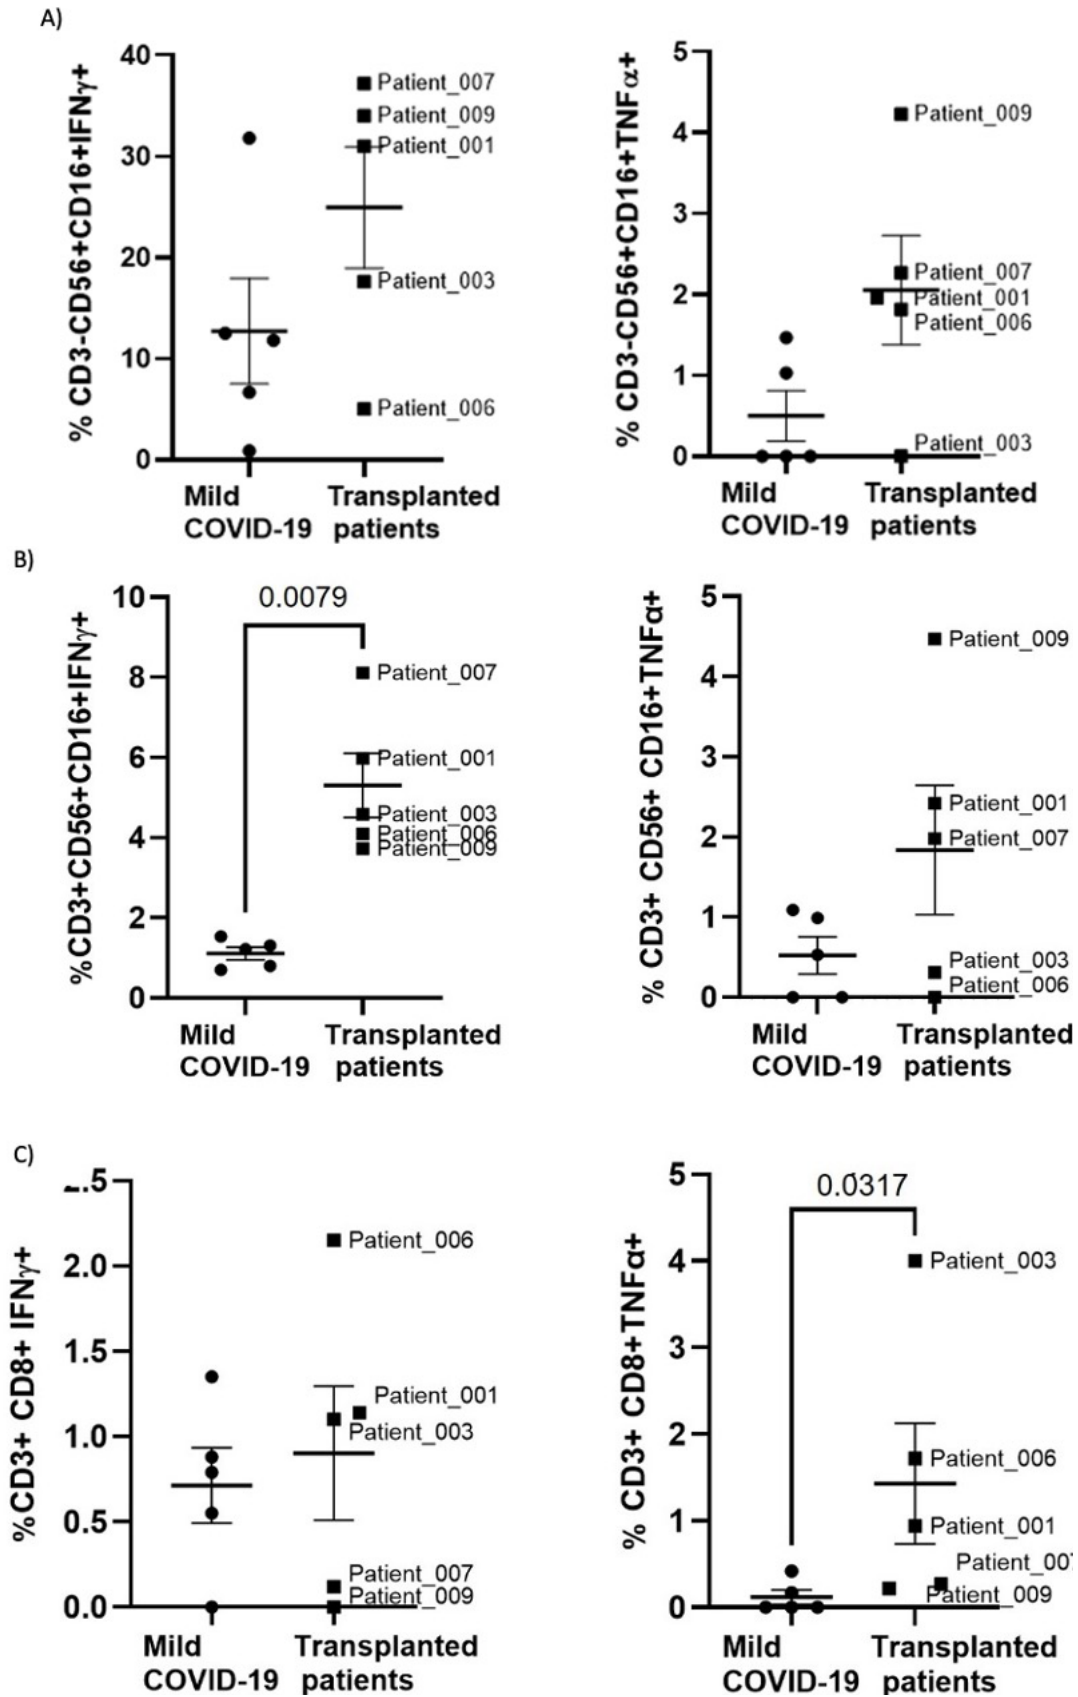 A)
% CD3-CD56+CD16+IFNγ+
40
30
20
10
0
Patient_007
Patient_009
Patient_001
Patient_003
Patient_006
Mild
COVID-19
Transplanted
patients
% CD3-CD56+CD16+TNFα+
5
4
3
2
1
0
Patient_009
Patient_007
Patient_001
Patient_006
Patient_003
Mild
COVID-19
Transplanted
patients
B)
%CD3+CD56+CD16+IFNγ+
10
8
6
4
2
0
0.0079
Patient_007
Patient_001
Patient_003
Patient_006
Patient_009
Mild
COVID-19
Transplanted
patients
% CD3+ CD56+ CD16+TNFα+
5
4
3
2
1
0
Patient_009
Patient_001
Patient_007
Patient_003
Patient_006
Mild
COVID-19
Transplanted
patients
C)
%CD3+ CD8+ IFNγ+
.5
2.0
1.5
1.0
0.5
0.0
Patient_006
Patient_001
Patient_003
Patient_007
Patient_009
Mild
COVID-19
Transplanted
patients
% CD3+ CD8+TNFα+
5
4
3
2
1
0
0.0317
Patient_003
Patient_006
Patient_001
Patient_007
Patient_009
Mild
COVID-19
Transplanted
patients